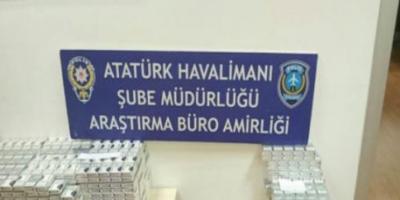 ATATÜRK HAVALİMANI
ŞUBE MÜDÜRLÜĞÜ
ARAŞTIRMA BÜRO AMİRLİĞİ